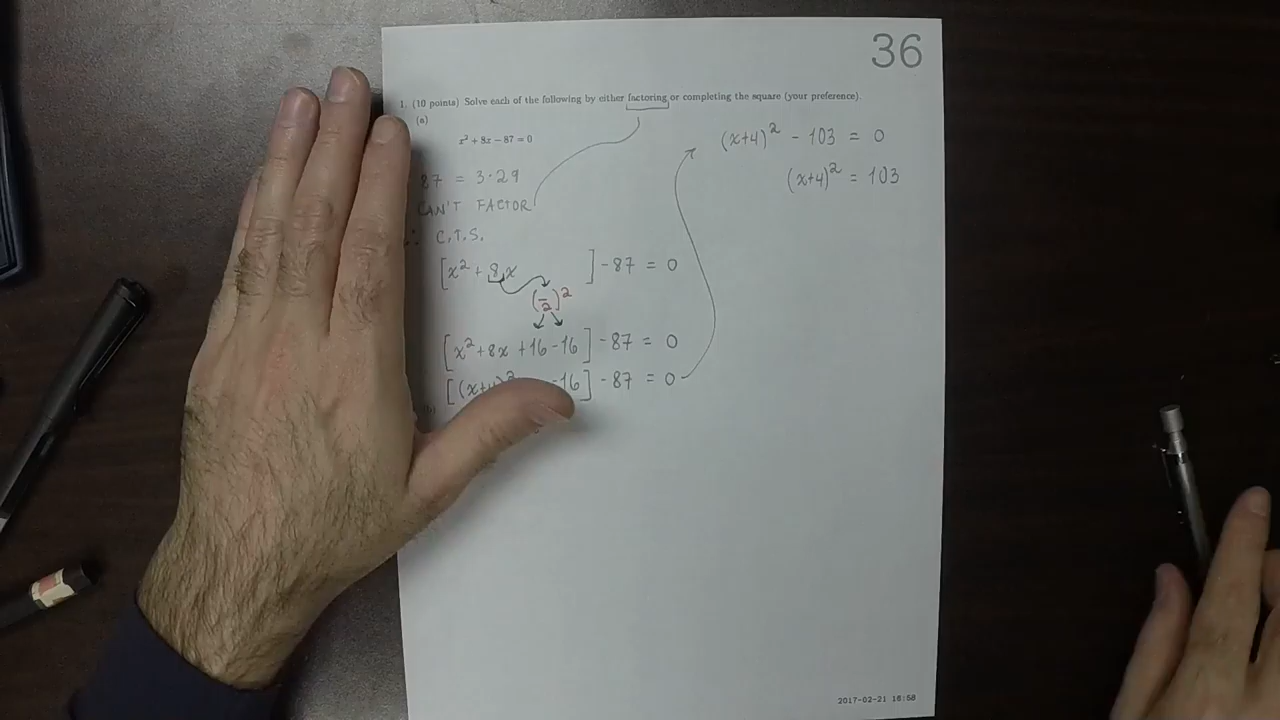 36
1. (10 points) Solve each of the following by either factoring or completing the square (your preference).
(a)
x² + 8x − 87 = 0
87 = 3·29
CAN'T FACTOR
∴ C.T.S.
[x² + 8x ] - 87 = 0
(—/2)²
[x² + 8x + 16 - 16] - 87 = 0
[(x+4)² -16] - 87 = 0
(x+4)² - 103 = 0
(x+4)² = 103
2017-02-21 18:58